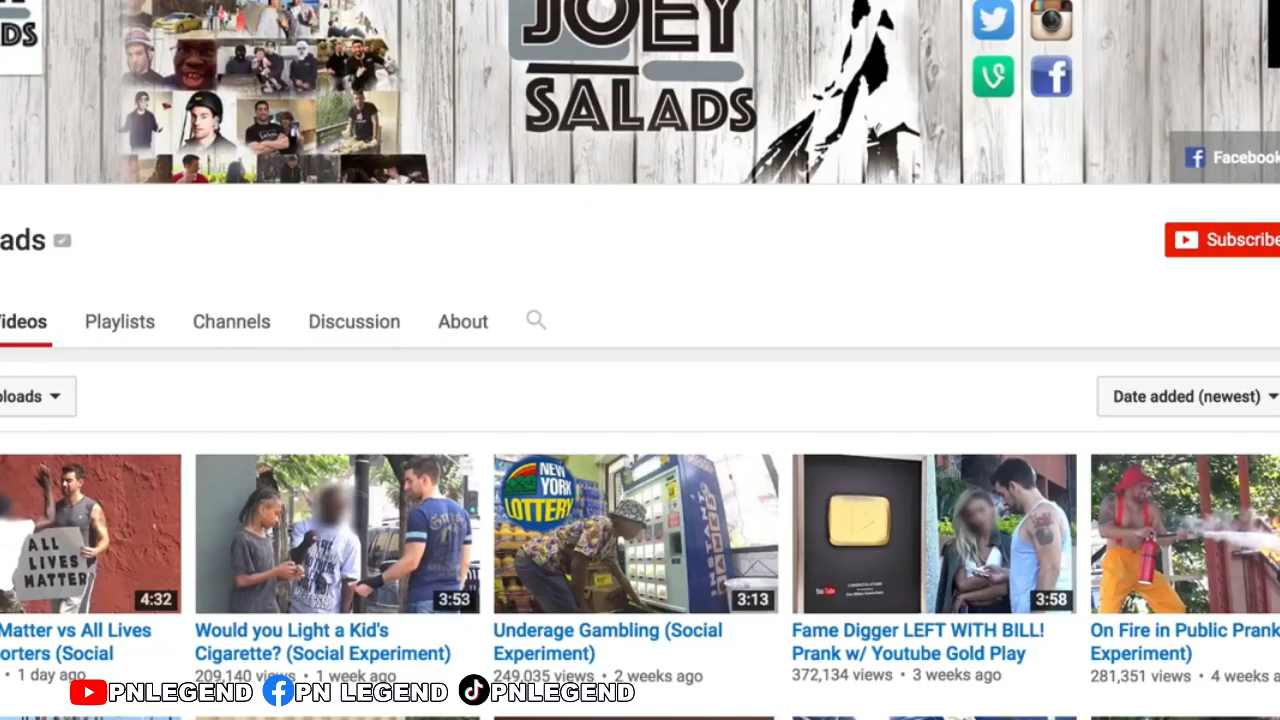 DS
JOEY
SALADS
Facebook
ads
Subscribe
ideos
Playlists
Channels
Discussion
About
loads
Date added (newest)
ALL
LIVES
MATTER
4:32
3:53
NEW
YORK
LOTTERY
INSTANT
3:13
3:58
Matter vs All Lives
orters (Social
1 day ago
Would you Light a Kid's
Cigarette? (Social Experiment)
209,140 views • 1 week ago
Underage Gambling (Social
Experiment)
249,035 views • 2 weeks ago
Fame Digger LEFT WITH BILL!
Prank w/ Youtube Gold Play
372,134 views • 3 weeks ago
On Fire in Public Prank
Experiment)
281,351 views • 4 weeks a
PNLEGEND PN LEGEND PNLEGEND